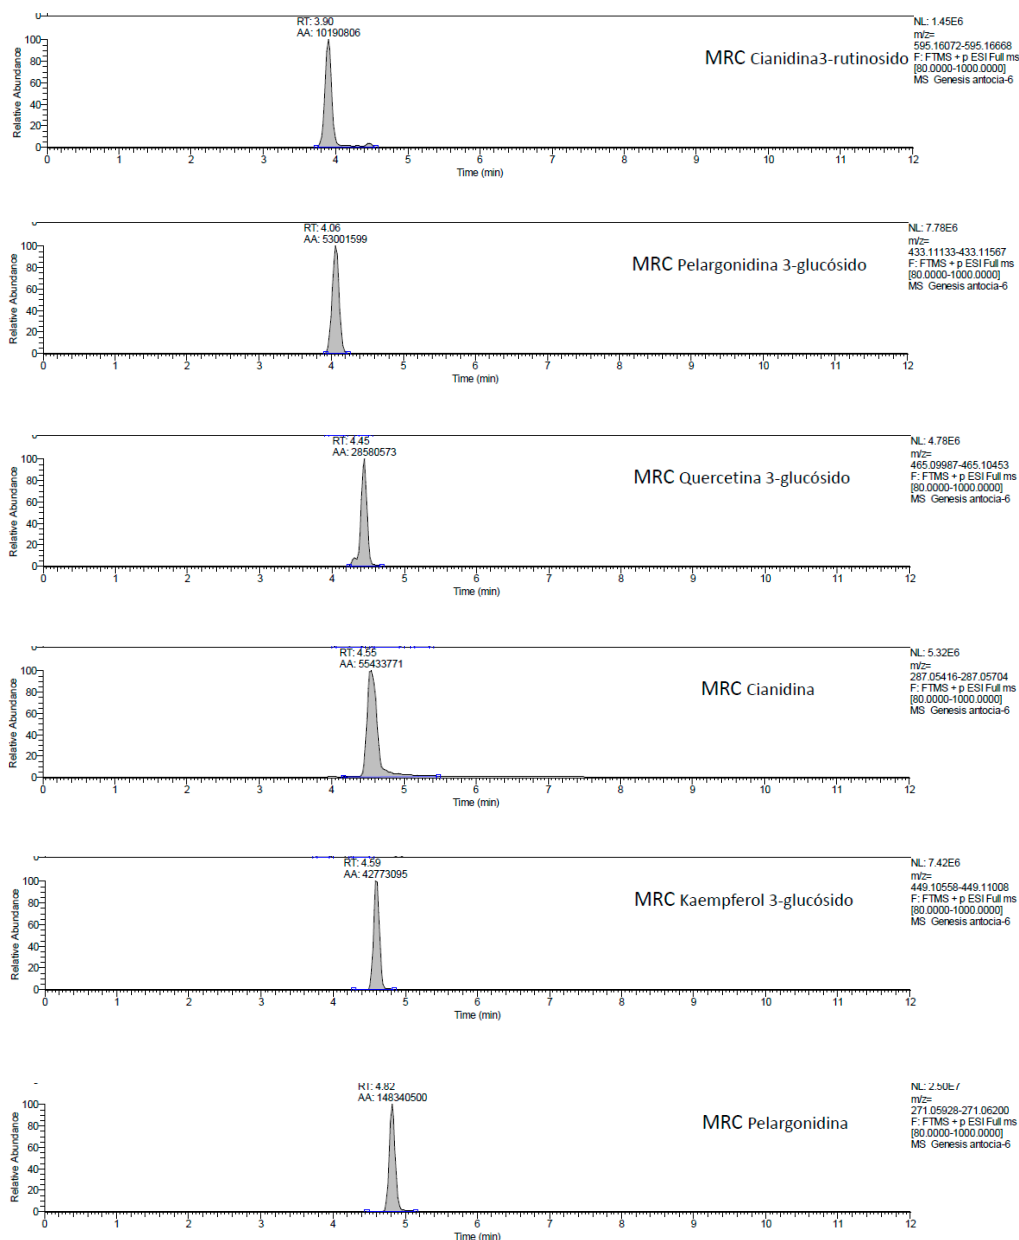 RT: 3.90
AA: 10190806
MRC Cianidina3-rutinosido
NL: 1.45E6
m/z=
595.16072-595.16668
F: FTMS + p ESI Full ms
[80.0000-1000.0000]
MS Genesis antocia-6
Relative Abundance
100
80
60
40
20
0
0 1 2 3 4 5 6 7 8 9 10 11 12
Time (min)
RT: 4.06
AA: 53001599
MRC Pelargonidina 3-glucósido
NL: 7.78E6
m/z=
433.11133-433.11567
F: FTMS + p ESI Full ms
[80.0000-1000.0000]
MS Genesis antocia-6
Relative Abundance
100
80
60
40
20
0
0 1 2 3 4 5 6 7 8 9 10 11 12
Time (min)
RT: 4.45
AA: 28580573
MRC Quercetina 3-glucósido
NL: 4.78E6
m/z=
465.09987-465.10453
F: FTMS + p ESI Full ms
[80.0000-1000.0000]
MS Genesis antocia-6
Relative Abundance
100
80
60
40
20
0
0 1 2 3 4 5 6 7 8 9 10 11 12
Time (min)
RT: 4.55
AA: 55433771
MRC Cianidina
NL: 5.32E6
m/z=
287.05416-287.05704
F: FTMS + p ESI Full ms
[80.0000-1000.0000]
MS Genesis antocia-6
Relative Abundance
100
80
60
40
20
0
0 1 2 3 4 5 6 7 8 9 10 11 12
Time (min)
RT: 4.59
AA: 42773095
MRC Kaempferol 3-glucósido
NL: 7.42E6
m/z=
449.10558-449.11008
F: FTMS + p ESI Full ms
[80.0000-1000.0000]
MS Genesis antocia-6
Relative Abundance
100
80
60
40
20
0
0 1 2 3 4 5 6 7 8 9 10 11 12
Time (min)
RT: 4.82
AA: 148340500
MRC Pelargonidina
NL: 2.50E7
m/z=
271.05928-271.06200
F: FTMS + p ESI Full ms
[80.0000-1000.0000]
MS Genesis antocia-6
Relative Abundance
100
80
60
40
20
0
0 1 2 3 4 5 6 7 8 9 10 11 12
Time (min)